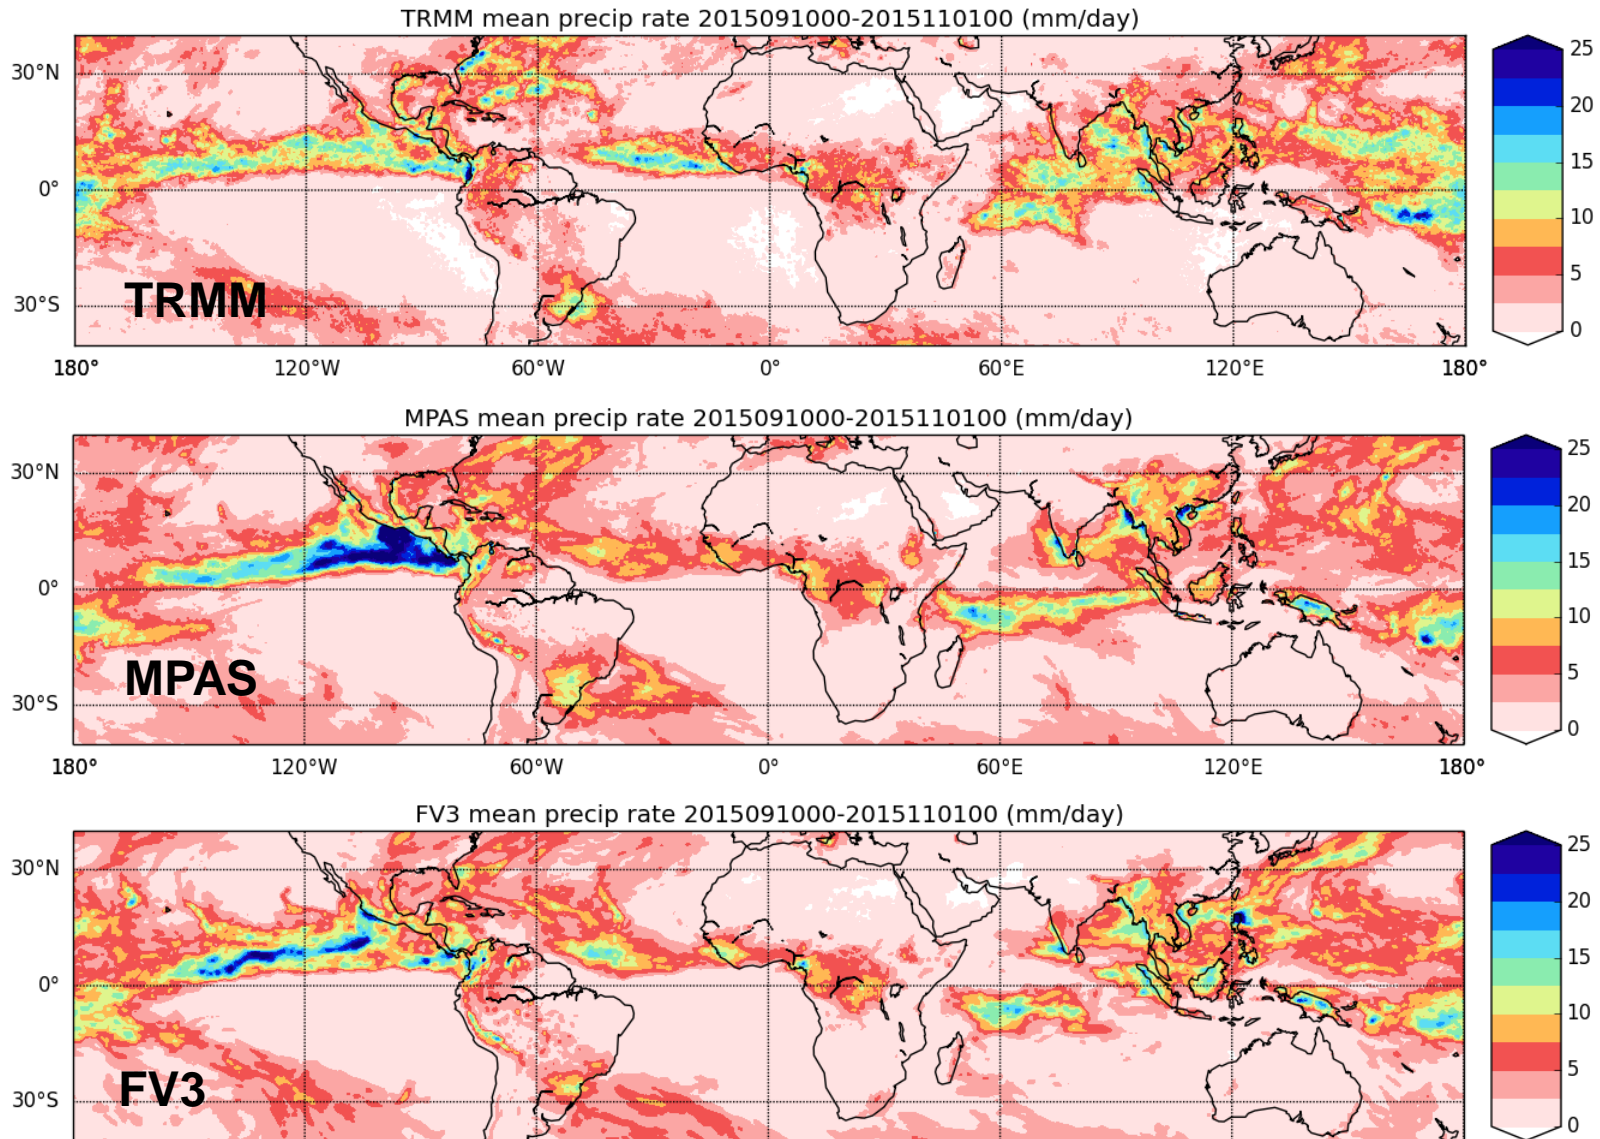 TRMM mean precip rate 2015091000-2015110100 (mm/day)
30°N
0°
30°S
TRMM
180° 120°W 60°W 0° 60°E 120°E 180°
25
20
15
10
5
0
MPAS mean precip rate 2015091000-2015110100 (mm/day)
30°N
0°
30°S
MPAS
180° 120°W 60°W 0° 60°E 120°E 180°
25
20
15
10
5
0
FV3 mean precip rate 2015091000-2015110100 (mm/day)
30°N
0°
30°S
FV3
25
20
15
10
5
0